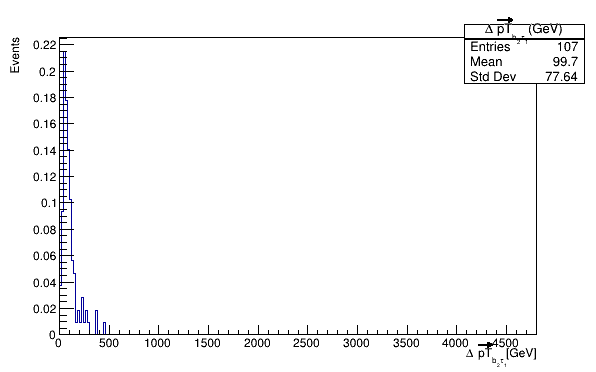 Δ pT b₂τ₁ (GeV)
Entries 107
Mean 99.7
Std Dev 77.64
Events
0.22
0.2
0.18
0.16
0.14
0.12
0.1
0.08
0.06
0.04
0.02
0
0 500 1000 1500 2000 2500 3000 3500 4000 4500
Δ pT b₂τ₁ [GeV]